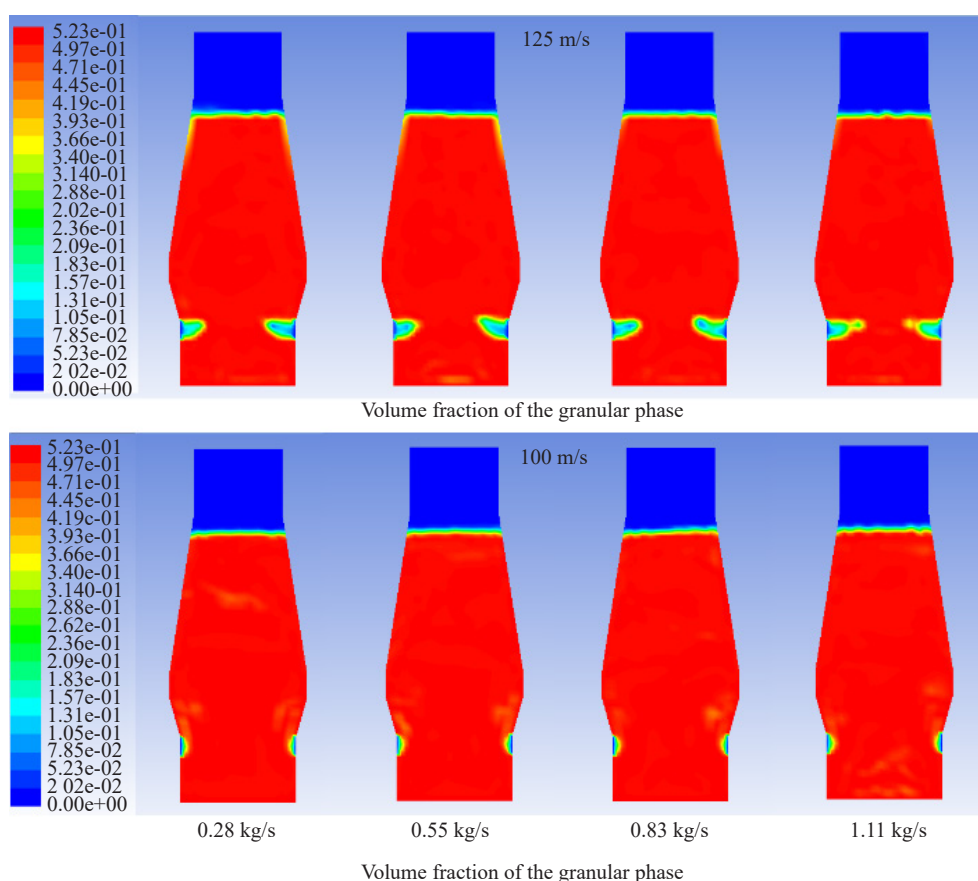 5.23e-01
4.97e-01
4.71e-01
4.45e-01
4.19c-01
3.93e-01
3.66e-01
3.40e-01
3.140-01
2.88e-01
2.02e-01
2.36e-01
2.09e-01
1.83e-01
1.57e-01
1.31e-01
1.05e-01
7.85e-02
5.23e-02
2 02e-02
0.00e+00
125 m/s
Volume fraction of the granular phase
5.23e-01
4.97e-01
4.71e-01
4.45e-01
4.19c-01
3.93e-01
3.66e-01
3.40e-01
3.140-01
2.88e-01
2.62e-01
2.36e-01
2.09e-01
1.83e-01
1.57e-01
1.31e-01
1.05e-01
7.85e-02
5.23e-02
2 02e-02
0.00e+00
100 m/s
0.28 kg/s 0.55 kg/s 0.83 kg/s 1.11 kg/s
Volume fraction of the granular phase